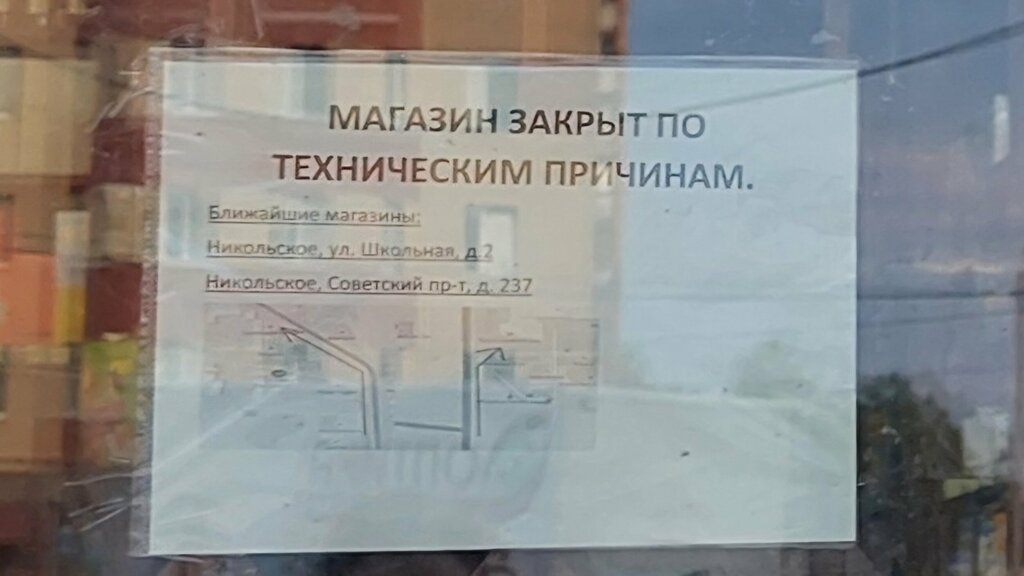 МАГАЗИН ЗАКРЫТ ПО
ТЕХНИЧЕСКИМ ПРИЧИНАМ.
Ближайшие магазины:
Никольское, ул. Школьная, д.2
Никольское, Советский пр-т, д. 237